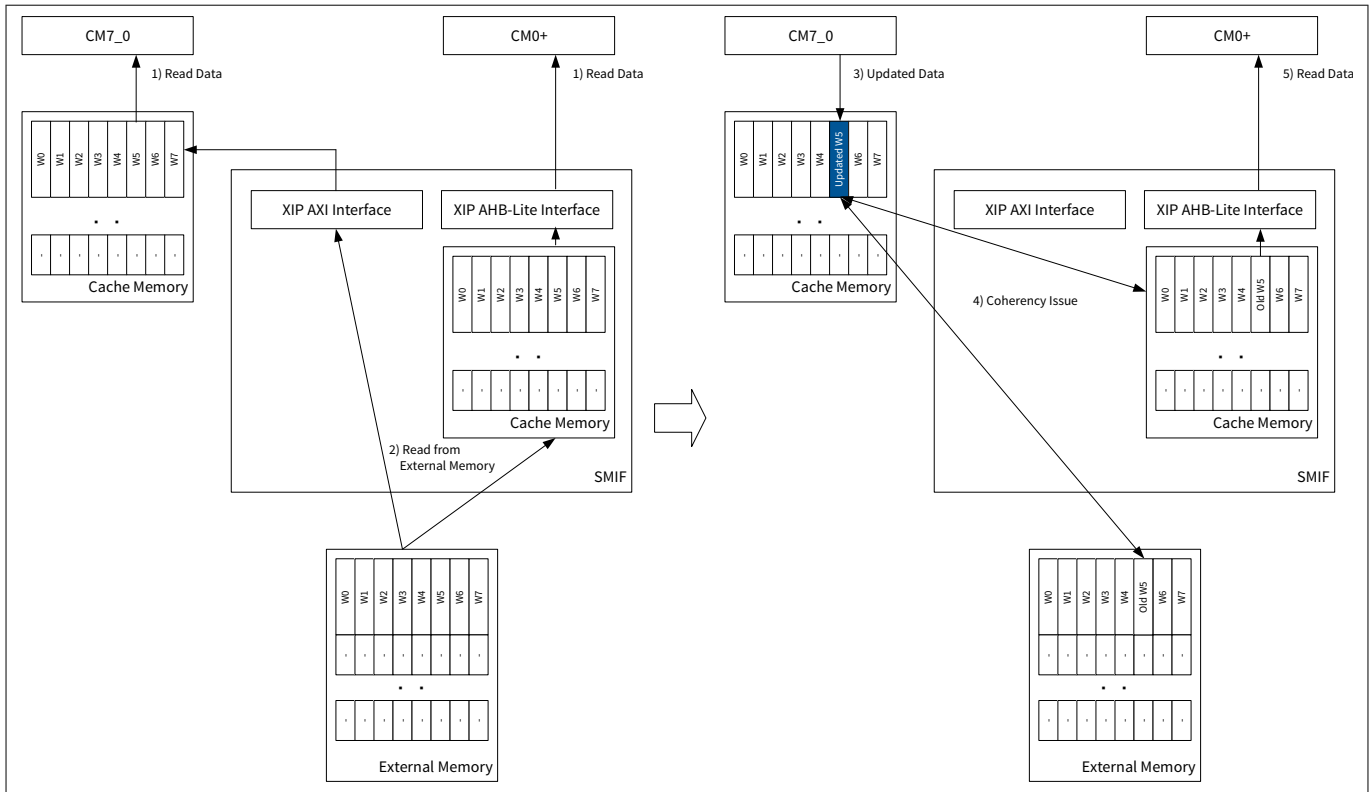 CM7_0
CM0+
1) Read Data
1) Read Data
W0 W1 W2 W3 W4 W5 W6 W7
. .
- - - - - - - -
Cache Memory
XIP AXI Interface
XIP AHB-Lite Interface
W0 W1 W2 W3 W4 W5 W6 W7
. .
- - - - - - - -
Cache Memory
2) Read from
External Memory
SMIF
W0 W1 W2 W3 W4 W5 W6 W7
- - - - - - - -
. .
- - - - - - - -
External Memory
CM7_0
CM0+
3) Updated Data
5) Read Data
W0 W1 W2 W3 W4 Updated W5 W6 W7
. .
- - - - - - - -
Cache Memory
XIP AXI Interface
XIP AHB-Lite Interface
4) Coherency Issue
W0 W1 W2 W3 W4 Old W5 W6 W7
. .
- - - - - - - -
Cache Memory
SMIF
W0 W1 W2 W3 W4 Old W5 W6 W7
- - - - - - - -
. .
- - - - - - - -
External Memory